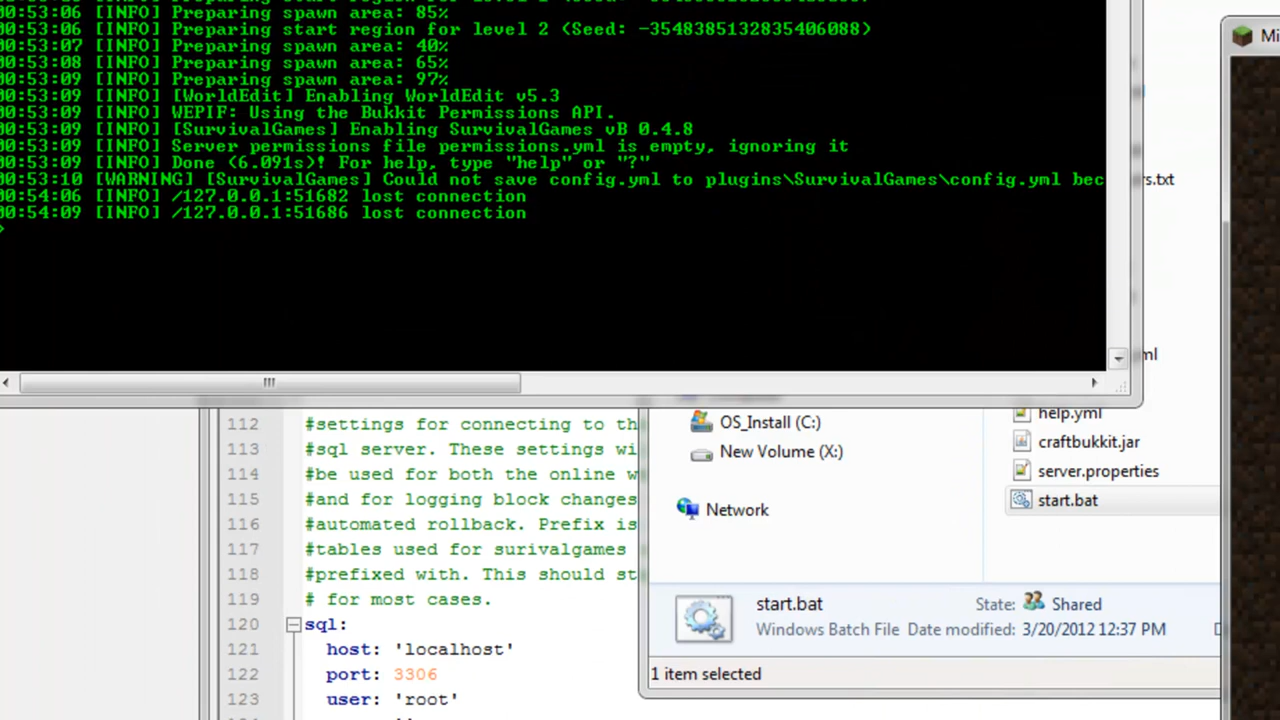 00:53:06 [INFO] Preparing spawn area: 85%
00:53:06 [INFO] Preparing start region for level 2 (Seed: -3548385132835406088)
00:53:07 [INFO] Preparing spawn area: 40%
00:53:08 [INFO] Preparing spawn area: 65%
00:53:09 [INFO] Preparing spawn area: 97%
00:53:09 [INFO] [WorldEdit] Enabling WorldEdit v5.3
00:53:09 [INFO] WEPIF: Using the Bukkit Permissions API.
00:53:09 [INFO] [SurvivalGames] Enabling SurvivalGames vB 0.4.8
00:53:09 [INFO] Server permissions file permissions.yml is empty, ignoring it
00:53:09 [INFO] Done (6.091s)! For help, type "help" or "?"
00:53:10 [WARNING] [SurvivalGames] Could not save config.yml to plugins\SurvivalGames\config.yml bec
00:54:06 [INFO] /127.0.0.1:51682 lost connection
00:54:09 [INFO] /127.0.0.1:51686 lost connection
>
Mi
rs.txt
ml
112 #settings for connecting to th
113 #sql server. These settings wi
114 #be used for both the online w
115 #and for logging block changes
116 #automated rollback. Prefix is
117 #tables used for surivalgames
118 #prefixed with. This should st
119 # for most cases.
120 sql:
121 host: 'localhost'
122 port: 3306
123 user: 'root'
OS_Install (C:)
New Volume (X:)
Network
help.yml
craftbukkit.jar
server.properties
start.bat
start.bat State: Shared
Windows Batch File Date modified: 3/20/2012 12:37 PM
1 item selected